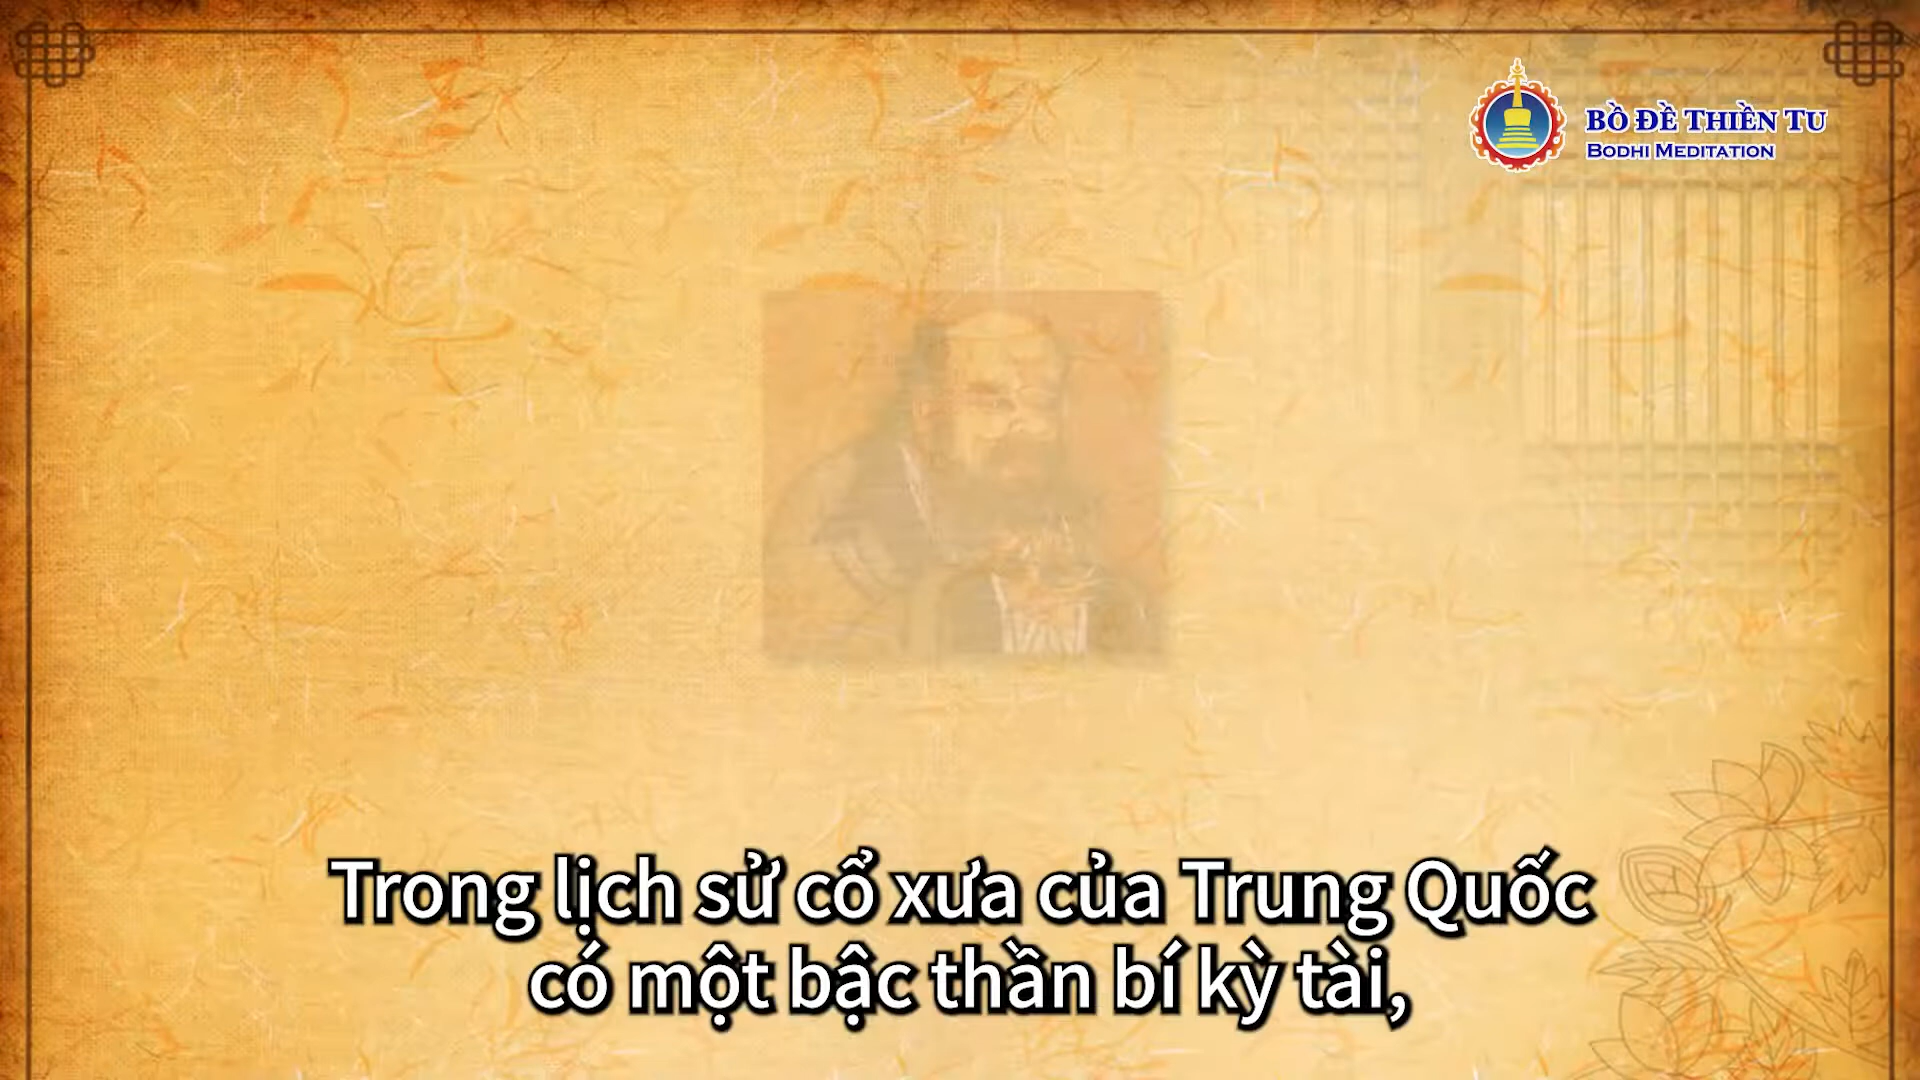 BỒ ĐỀ THIỀN TU
BODHI MEDITATION
Trong lịch sử cổ xưa của Trung Quốc
có một bậc thần bí kỳ tài,